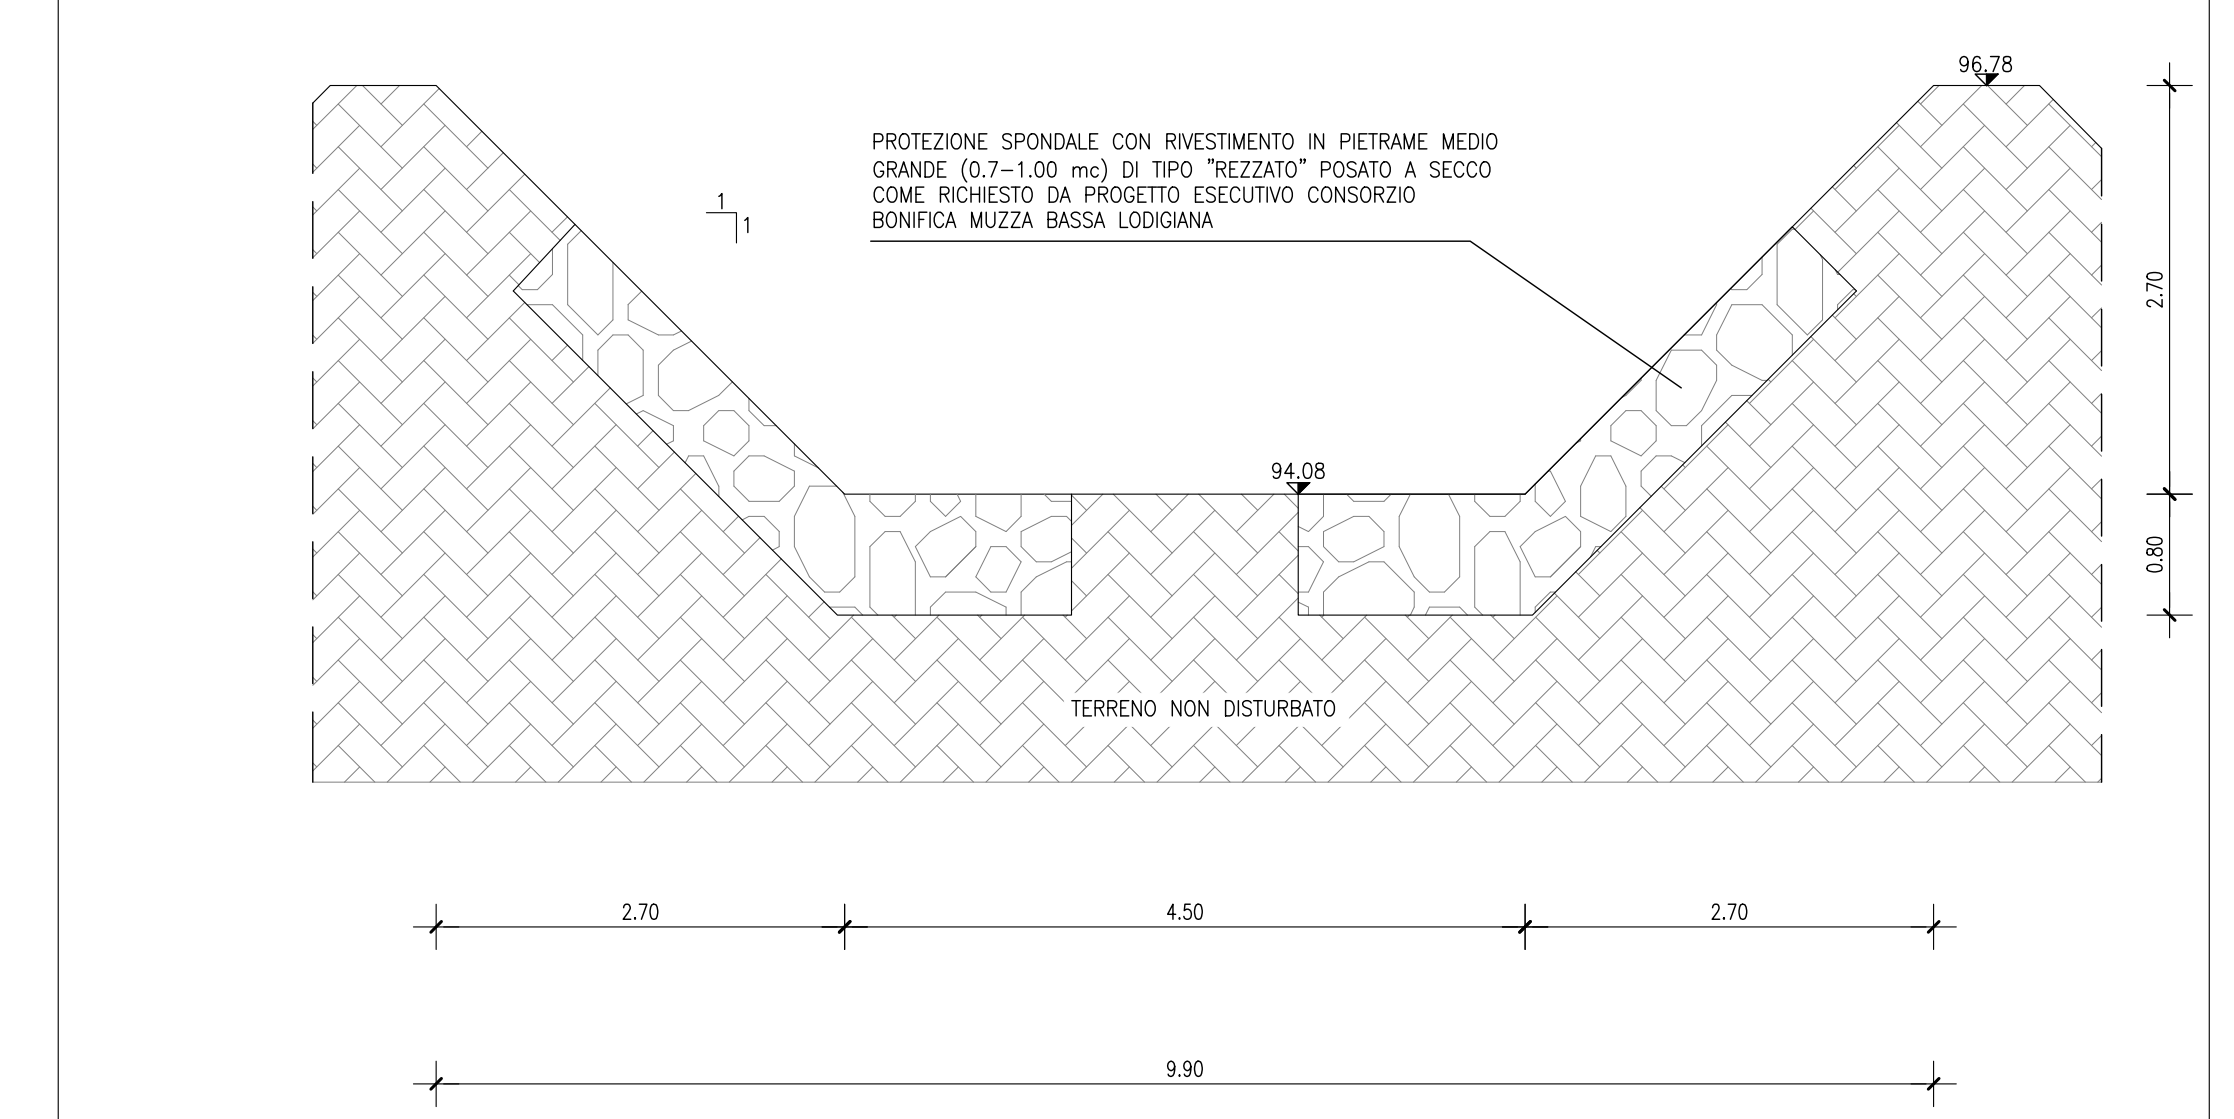 96.78
PROTEZIONE SPONDALE CON RIVESTIMENTO IN PIETRAME MEDIO
GRANDE (0.7-1.00 mc) DI TIPO "REZZATO" POSATO A SECCO
COME RICHIESTO DA PROGETTO ESECUTIVO CONSORZIO
BONIFICA MUZZA BASSA LODIGIANA
1
1
2.70
94.08
0.80
TERRENO NON DISTURBATO
2.70
4.50
2.70
9.90